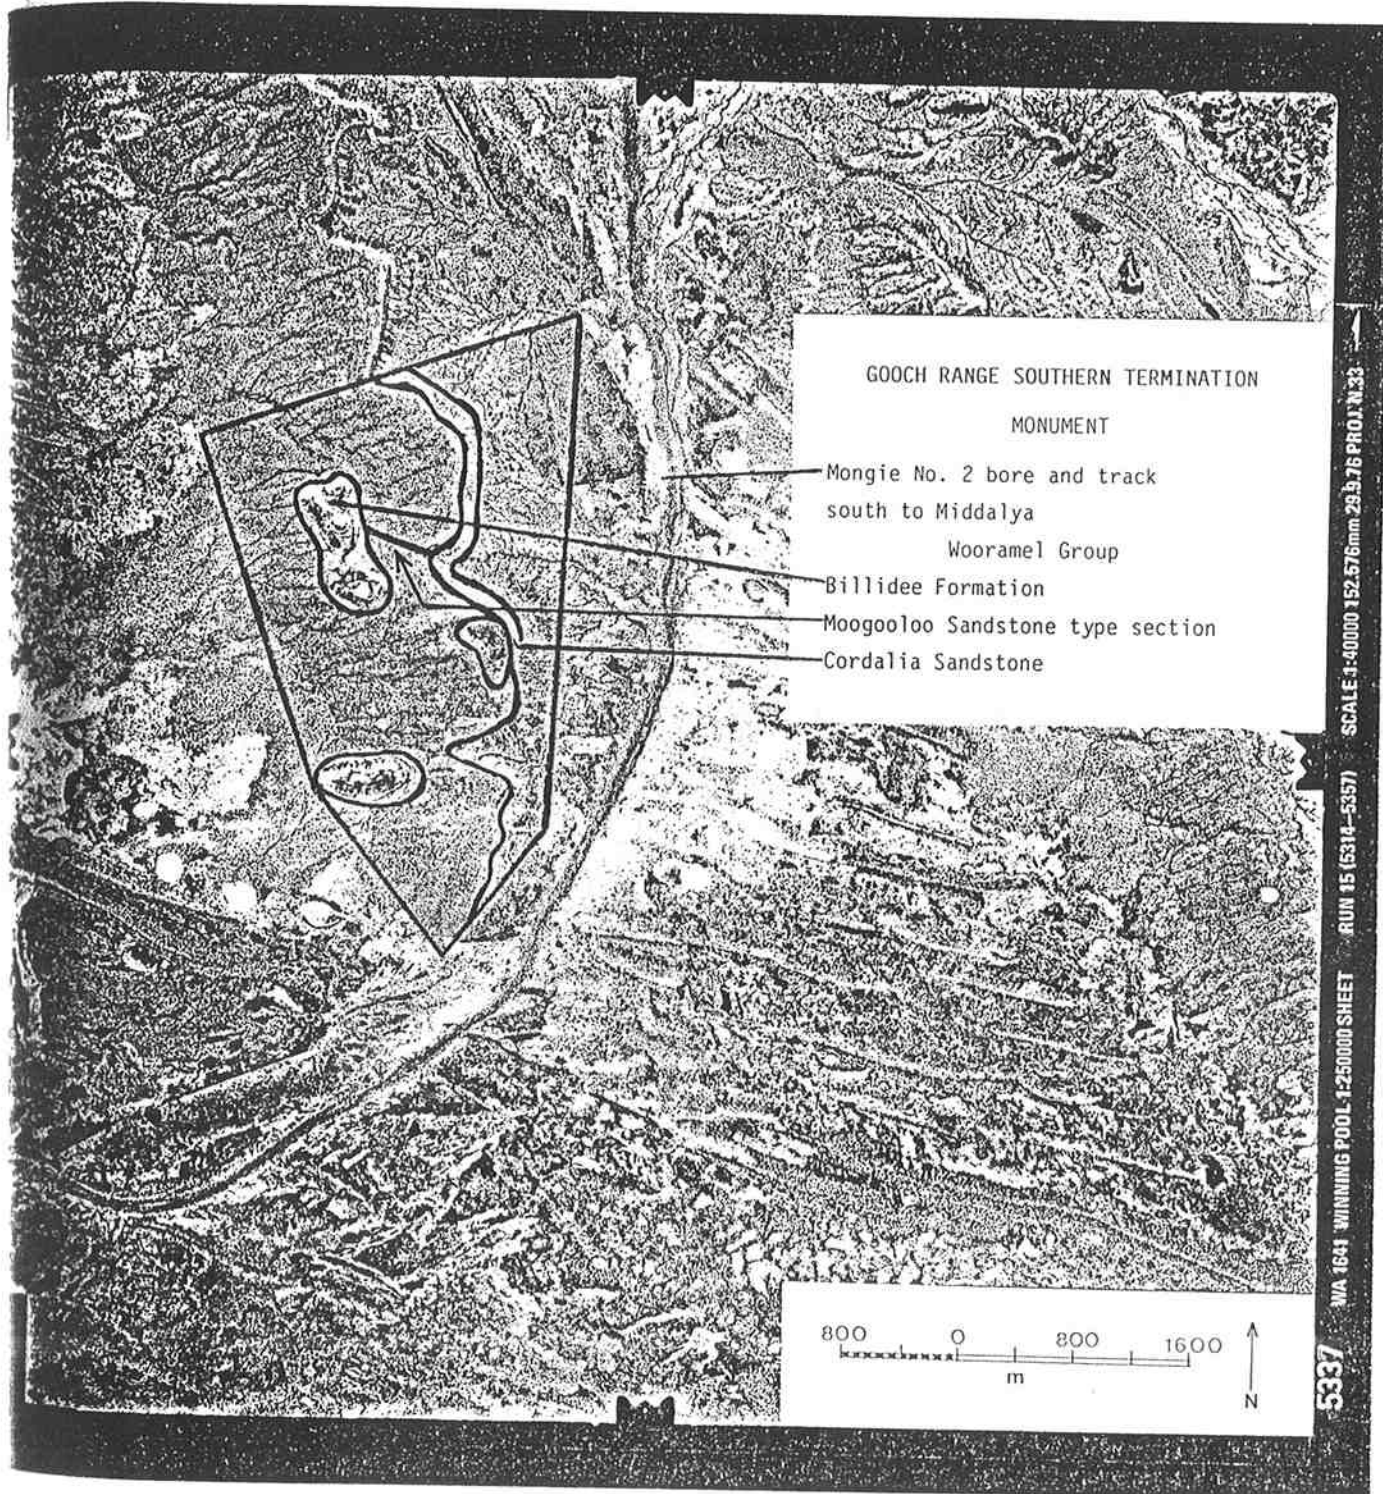 GOOCH RANGE SOUTHERN TERMINATION
MONUMENT
Mongie No. 2 bore and track
south to Middalya
Wooramel Group
Billidee Formation
Moogooloo Sandstone type section
Cordalia Sandstone
800 0 800 1600
m
N
5337 WA 1641 WINNING POOL 1:250000 SHEET RUN 15 (5314–5357) SCALE 1:40000 152.576mm 29.9.76 PROJ. N.33